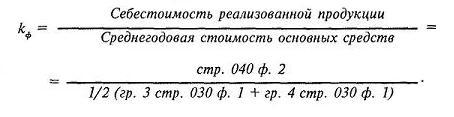 Себестоимость реализованной продукции
kф = =
Среднегодовая стоимость основных средств
стр. 040 ф. 2
= .
1/2 (гр. 3 стр. 030 ф. 1 + гр. 4 стр. 030 ф. 1)